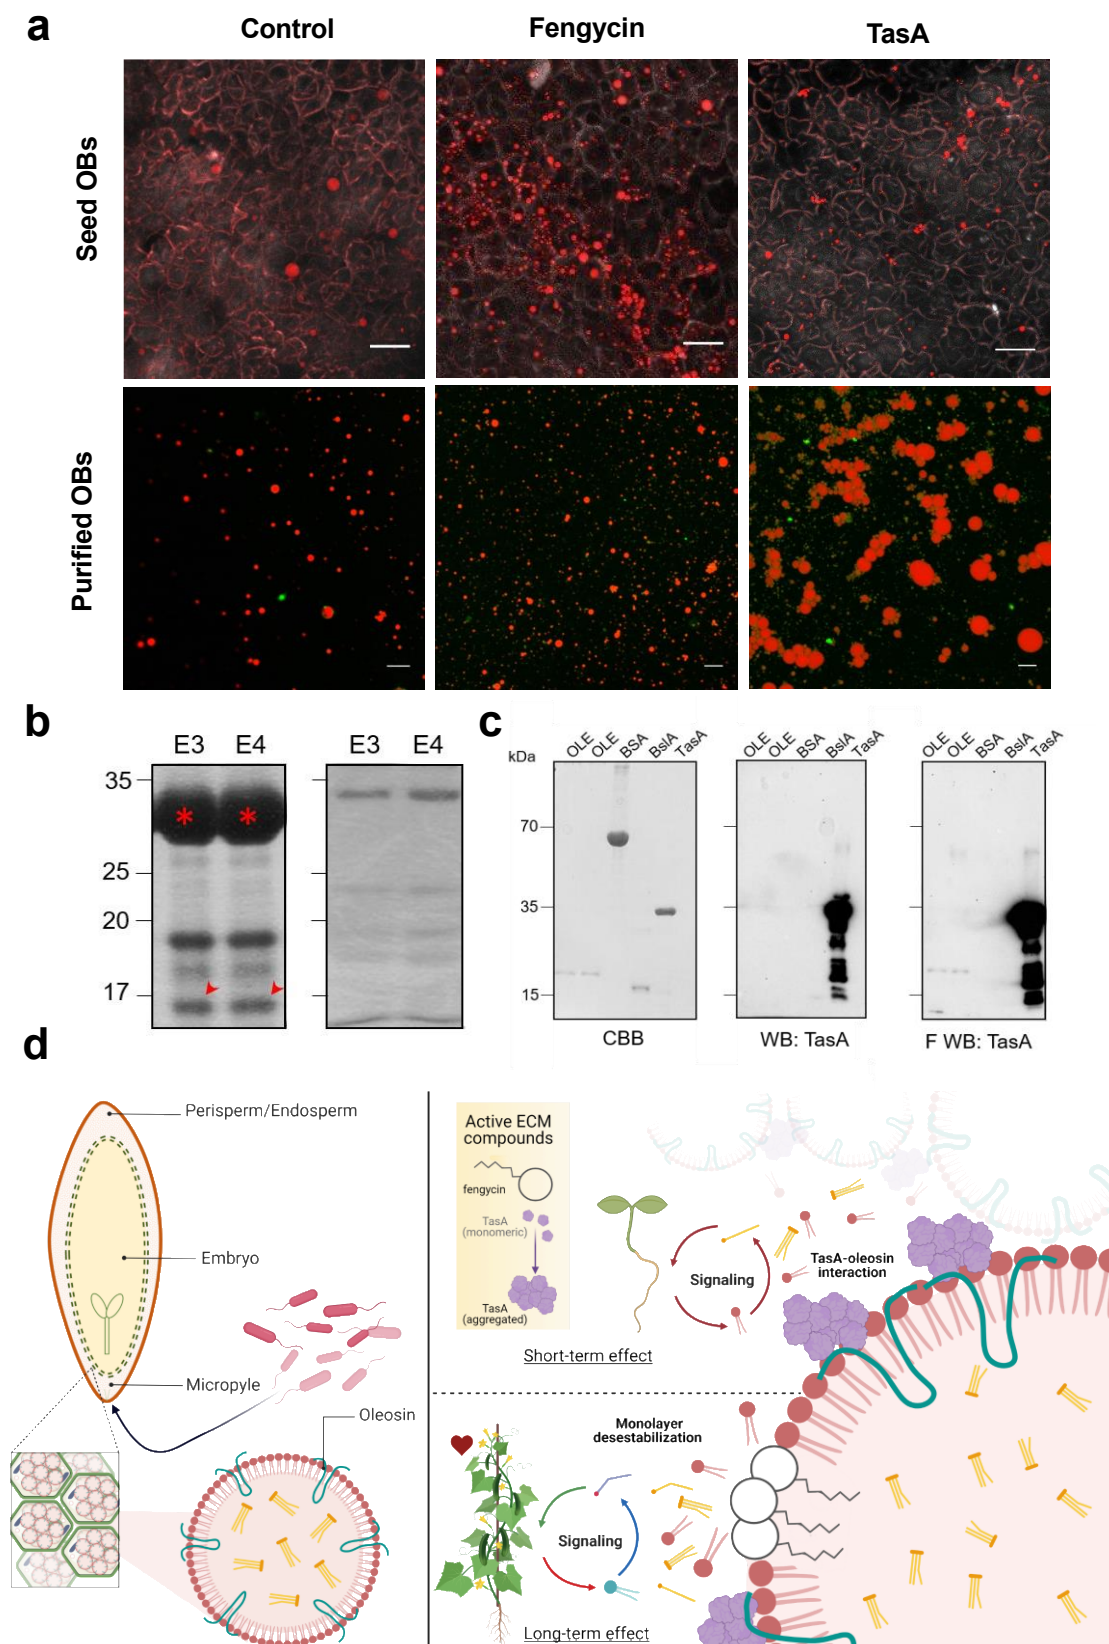 a
Control
Fengycin
TasA
Seed OBs
Purified OBs
b
E3 E4
E3 E4
35
25
20
17
*
*
c
kDa
OLE
OLE
BSA
BslA
TasA
OLE
OLE
BSA
BslA
TasA
OLE
OLE
BSA
BslA
TasA
70
35
15
CBB
WB: TasA
F WB: TasA
d
Perisperm/Endosperm
Embryo
Micropyle
Oleosin
Active ECM
compounds
fengycin
TasA
(monomeric)
TasA
(aggregated)
Signaling
TasA-oleosin
interaction
Short-term effect
Monolayer
desestabilization
Signaling
Long-term effect